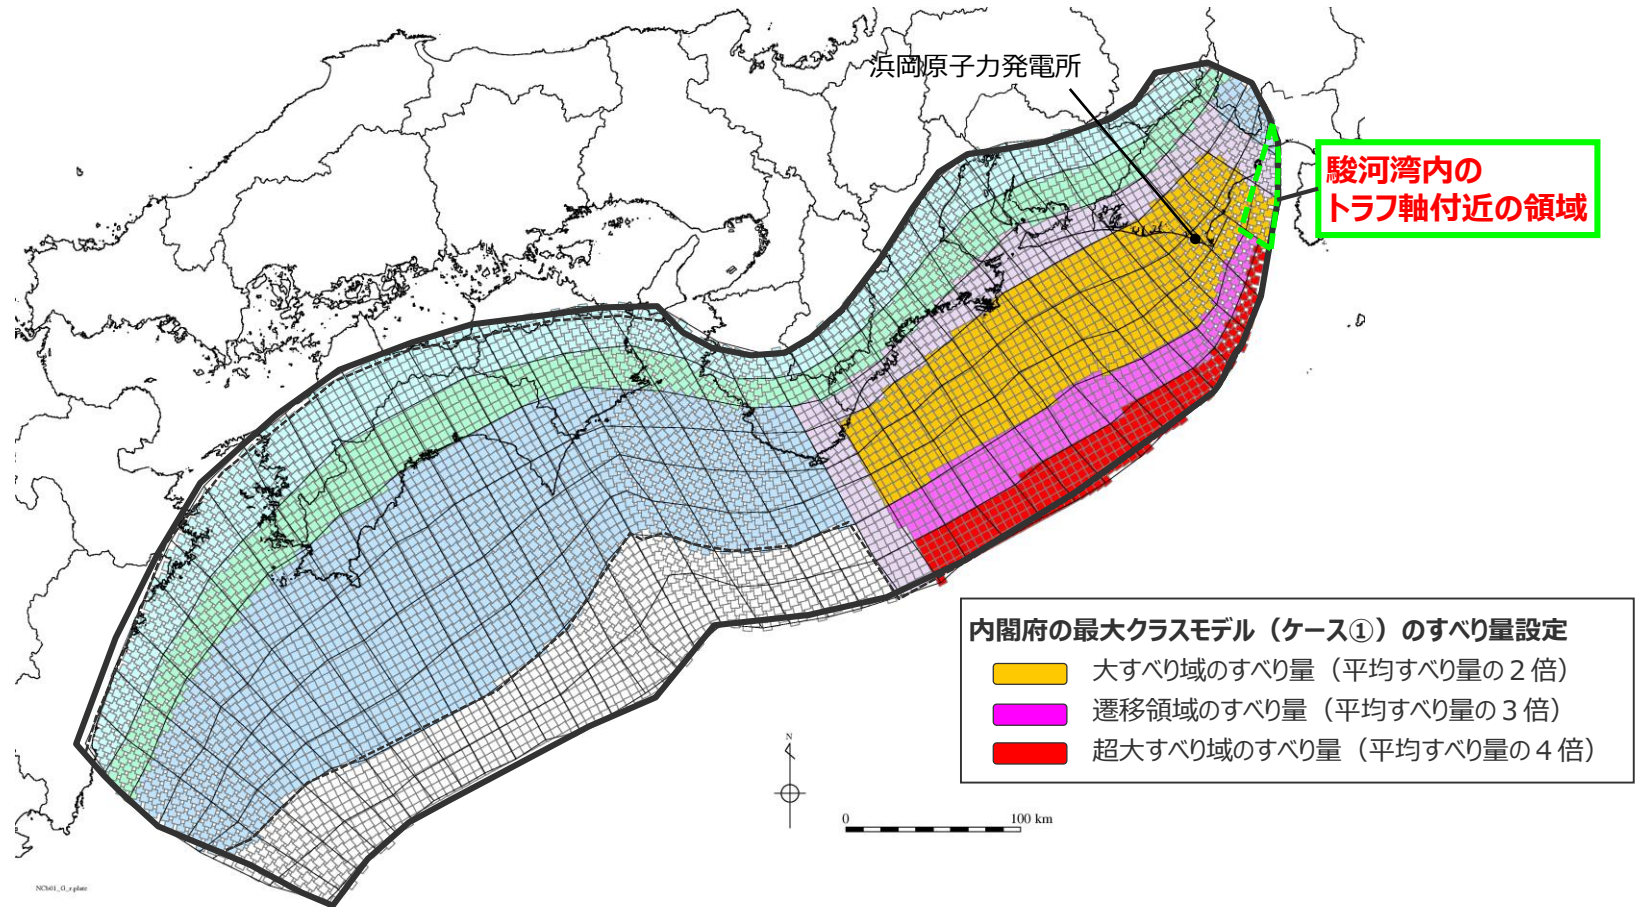 浜岡原子力発電所
駿河湾内の
トラフ軸付近の領域
内閣府の最大クラスモデル（ケース①）のすべり量設定
大すべり域のすべり量（平均すべり量の２倍）
遷移領域のすべり量（平均すべり量の３倍）
超大すべり域のすべり量（平均すべり量の４倍）
N
0 100 km